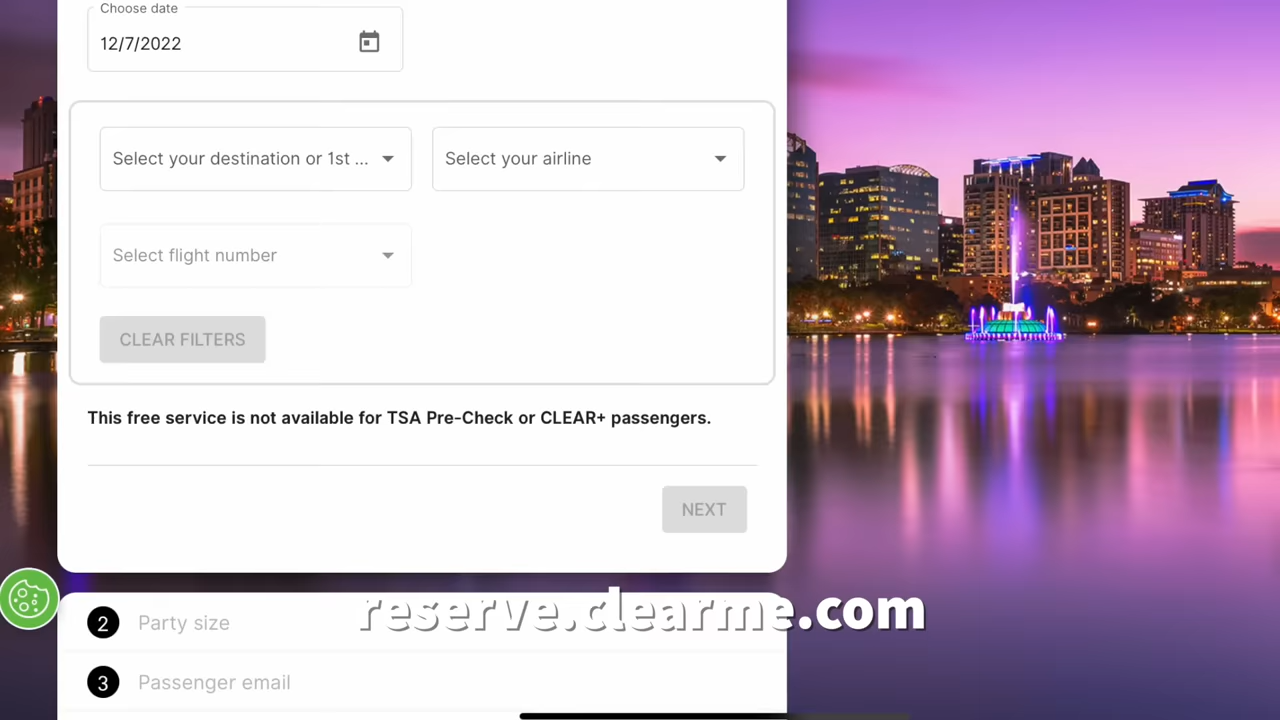 Choose date
12/7/2022
Select your destination or 1st ...
Select your airline
Select flight number
CLEAR FILTERS
This free service is not available for TSA Pre-Check or CLEAR+ passengers.
NEXT
reserve.clearme.com
2 Party size
3 Passenger email